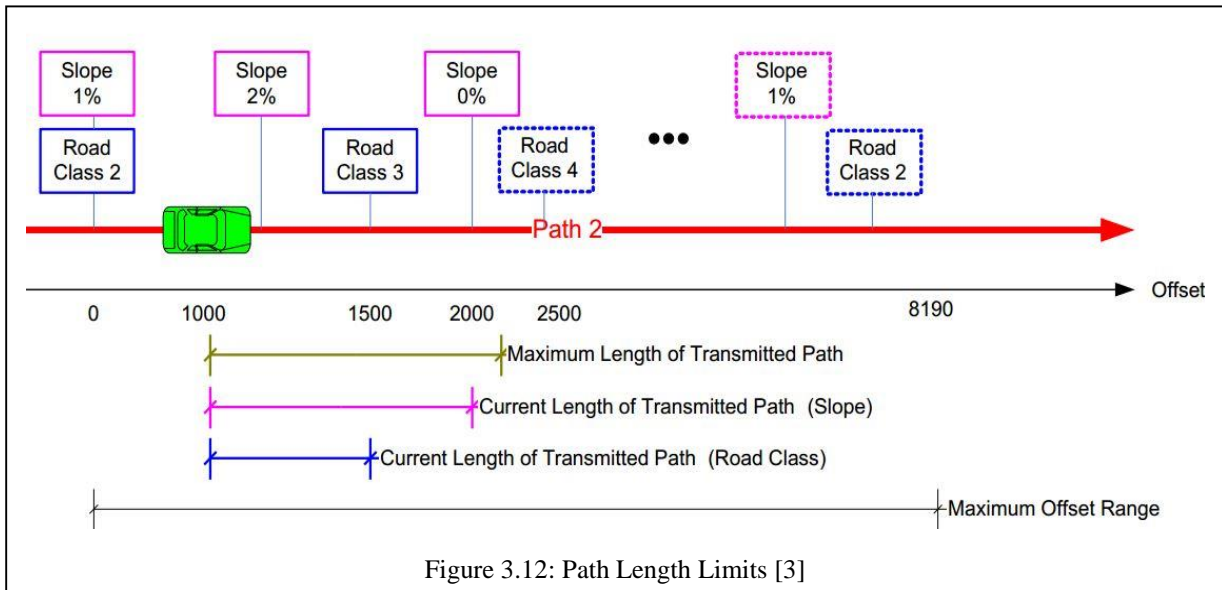 Slope
1%
Slope
2%
Slope
0%
Slope
1%
Road
Class 2
Road
Class 3
Road
Class 4
Road
Class 2
Path 2
Offset
0
1000
1500
2000
2500
8190
Maximum Length of Transmitted Path
Current Length of Transmitted Path (Slope)
Current Length of Transmitted Path (Road Class)
Maximum Offset Range
Figure 3.12: Path Length Limits [3]